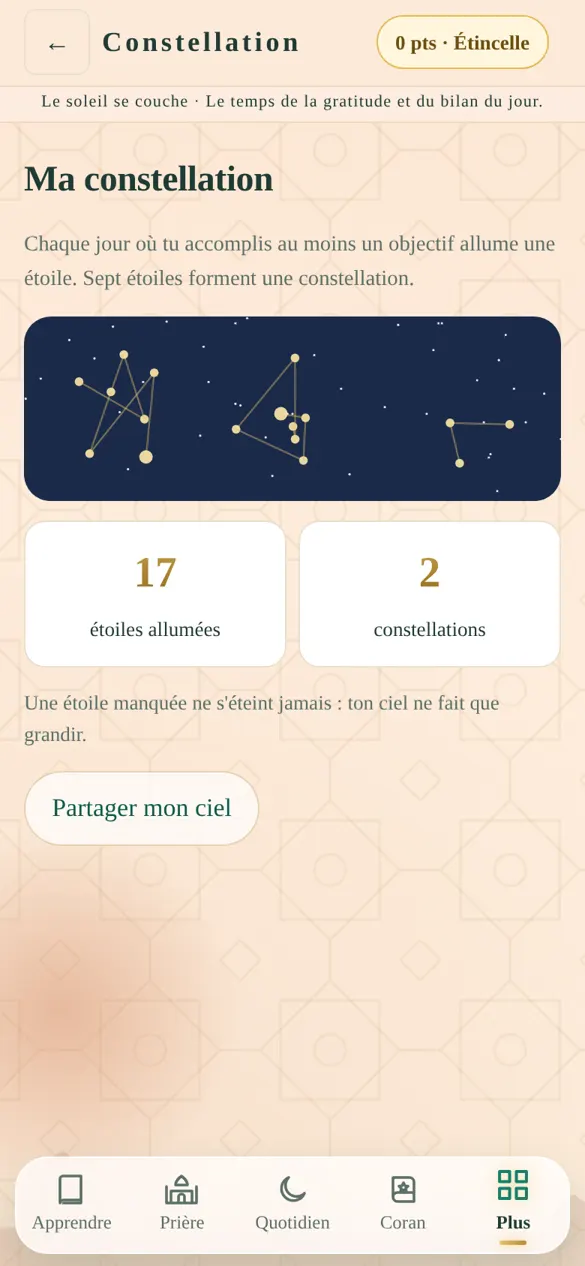 ← Constellation
0 pts · Étincelle
Le soleil se couche · Le temps de la gratitude et du bilan du jour.
Ma constellation
Chaque jour où tu accomplis au moins un objectif allume une
étoile. Sept étoiles forment une constellation.
17
étoiles allumées
2
constellations
Une étoile manquée ne s'éteint jamais : ton ciel ne fait que
grandir.
Partager mon ciel
Apprendre
Prière
Quotidien
Coran
Plus